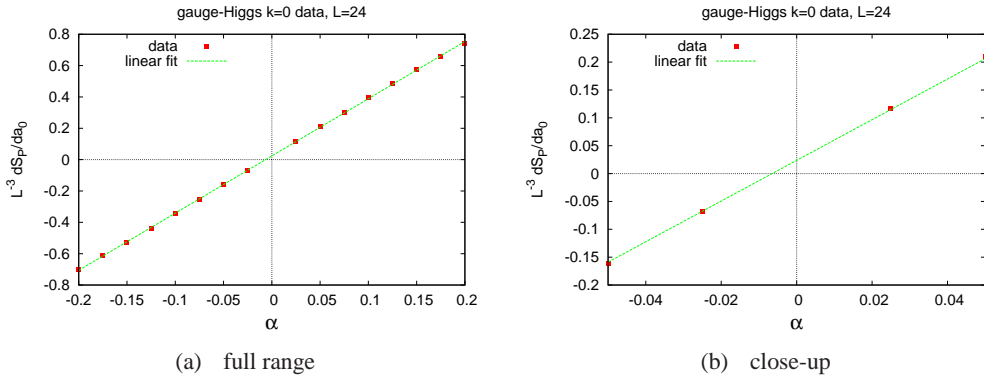 gauge-Higgs k=0 data, L=24
0.8
0.6
0.4
0.2
0
-0.2
-0.4
-0.6
-0.8
L⁻³ dS_P/da₀
data
linear fit
-0.2 -0.15 -0.1 -0.05 0 0.05 0.1 0.15 0.2
α
(a) full range
gauge-Higgs k=0 data, L=24
0.25
0.2
0.15
0.1
0.05
0
-0.05
-0.1
-0.15
-0.2
L⁻³ dS_P/da₀
data
linear fit
-0.04 -0.02 0 0.02 0.04
α
(b) close-up